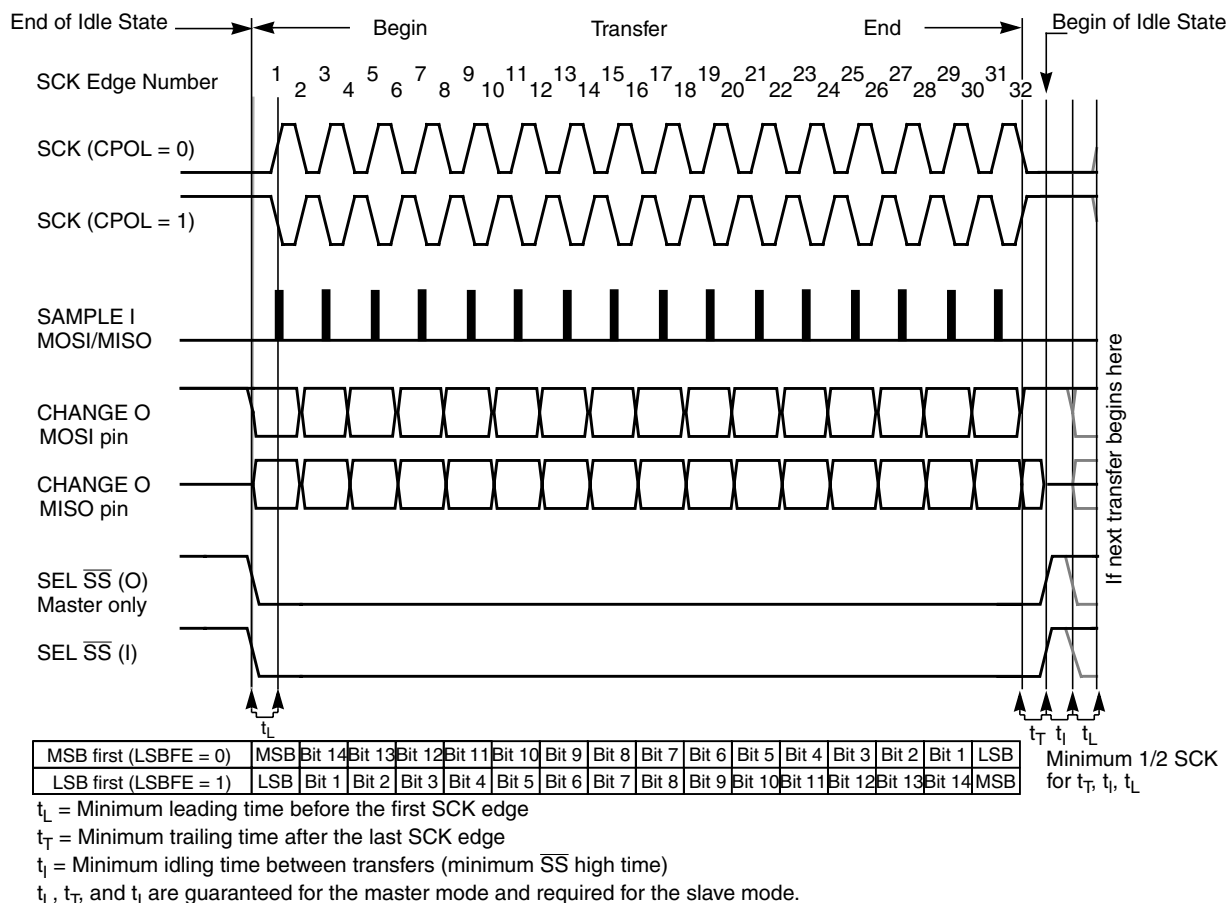 End of Idle State
Begin
Transfer
End
Begin of Idle State
SCK Edge Number
1 3 5 7 9 11 13 15 17 19 21 23 25 27 29 31
2 4 6 8 10 12 14 16 18 20 22 24 26 28 30 32
SCK (CPOL = 0)
SCK (CPOL = 1)
SAMPLE I
MOSI/MISO
CHANGE O
MOSI pin
CHANGE O
MISO pin
SEL SS (O)
Master only
SEL SS (I)
If next transfer begins here
tL
tT tI tL
MSB first (LSBFE = 0) MSB Bit 14 Bit 13 Bit 12 Bit 11 Bit 10 Bit 9 Bit 8 Bit 7 Bit 6 Bit 5 Bit 4 Bit 3 Bit 2 Bit 1 LSB
LSB first (LSBFE = 1) LSB Bit 1 Bit 2 Bit 3 Bit 4 Bit 5 Bit 6 Bit 7 Bit 8 Bit 9 Bit 10 Bit 11 Bit 12 Bit 13 Bit 14 MSB
Minimum 1/2 SCK
for tT, tI, tL
tL = Minimum leading time before the first SCK edge
tT = Minimum trailing time after the last SCK edge
tI = Minimum idling time between transfers (minimum SS high time)
tL, tT, and tI are guaranteed for the master mode and required for the slave mode.